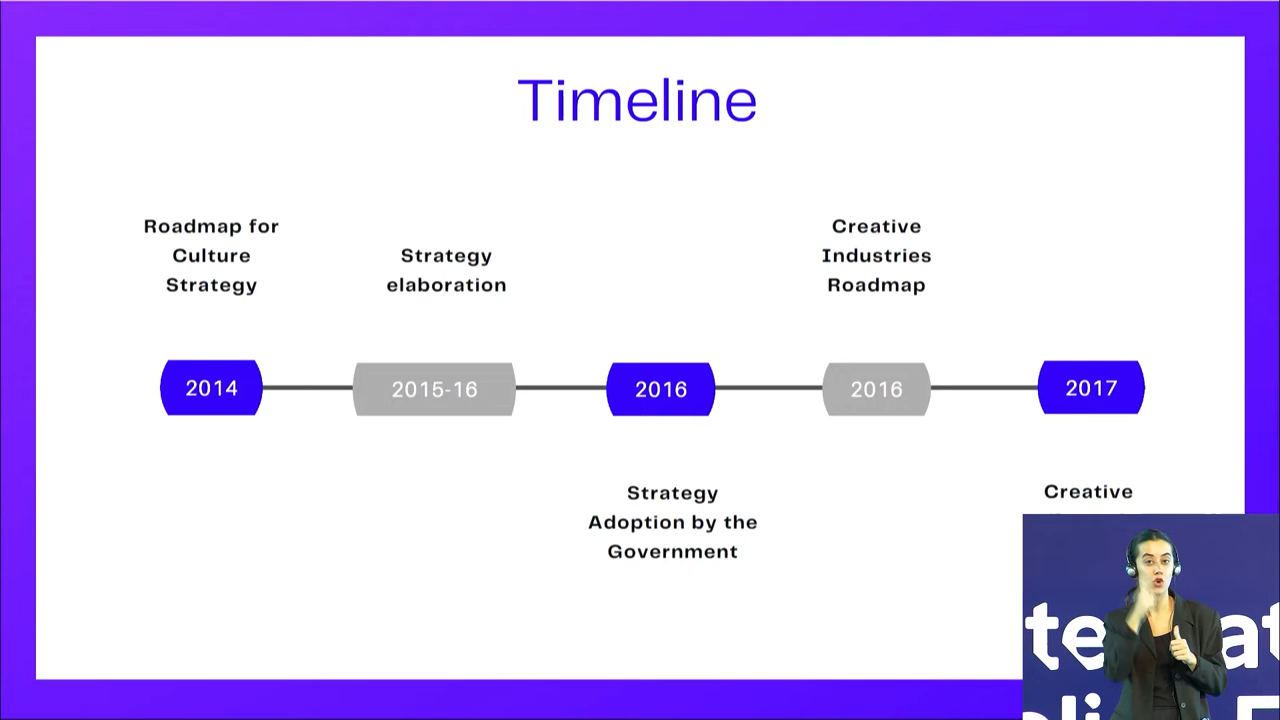 Timeline
Roadmap for
Culture
Strategy
Strategy
elaboration
Creative
Industries
Roadmap
2014
2015-16
2016
2016
2017
Strategy
Adoption by the
Government
Creative